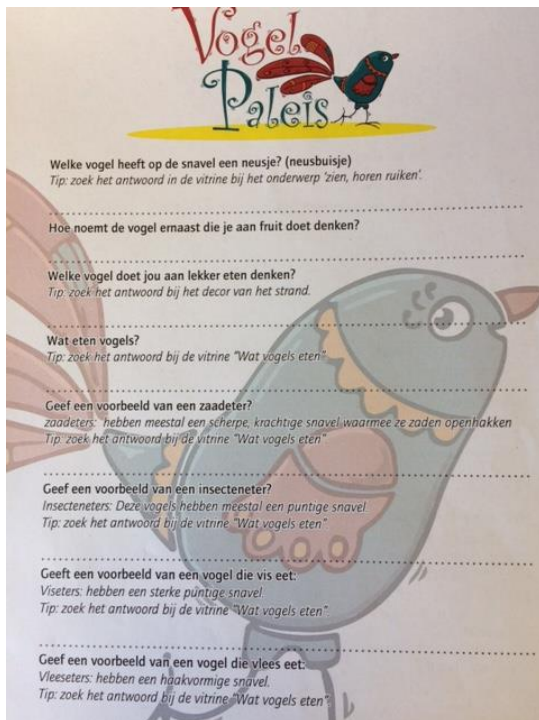 Vogel
Paleis
Welke vogel heeft op de snavel een neusje? (neusbuisje)
Tip: zoek het antwoord in de vitrine bij het onderwerp 'zien, horen ruiken'.
Hoe noemt de vogel ernaast die je aan fruit doet denken?
Welke vogel doet jou aan lekker eten denken?
Tip: zoek het antwoord bij het decor van het strand.
Wat eten vogels?
Tip: zoek het antwoord bij de vitrine "Wat vogels eten".
Geef een voorbeeld van een zaadeter?
zaadeters: hebben meestal een scherpe, krachtige snavel waarmee ze zaden openhakken
Tip: zoek het antwoord bij de vitrine "Wat vogels eten"
Geef een voorbeeld van een insecteneter?
Insecteneters: Deze vogels hebben meestal een puntige snavel.
Tip: zoek het antwoord bij de vitrine "Wat vogels eten"
Geeft een voorbeeld van een vogel die vis eet:
Viseters: hebben een sterke puntige snavel.
Tip: zoek het antwoord bij de vitrine "Wat vogels eten".
Geef een voorbeeld van een vogel die vlees eet:
Vleeseters: hebben een haakvormige snavel.
Tip: zoek het antwoord bij de vitrine "Wat vogels eten"